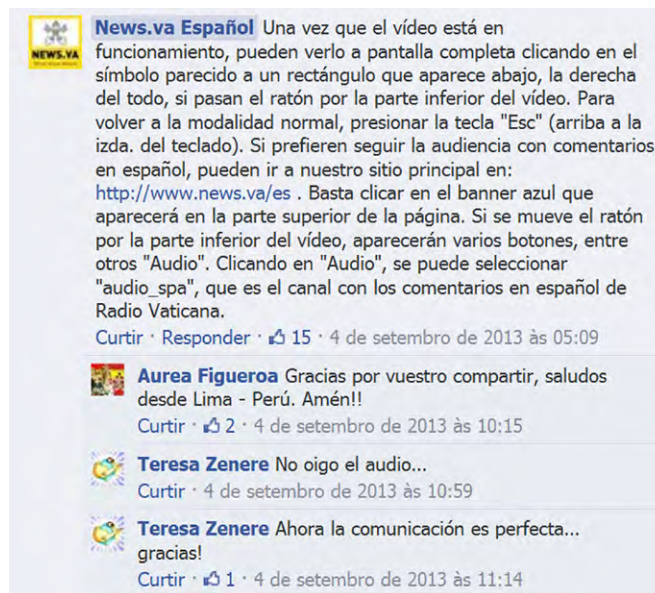 NEWS.VA
News.va Español Una vez que el vídeo está en
funcionamiento, pueden verlo a pantalla completa clicando en el
símbolo parecido a un rectángulo que aparece abajo, la derecha
del todo, si pasan el ratón por la parte inferior del vídeo. Para
volver a la modalidad normal, presionar la tecla "Esc" (arriba a la
izda. del teclado). Si prefieren seguir la audiencia con comentarios
en español, pueden ir a nuestro sitio principal en:
http://www.news.va/es . Basta clicar en el banner azul que
aparecerá en la parte superior de la página. Si se mueve el ratón
por la parte inferior del vídeo, aparecerán varios botones, entre
otros "Audio". Clicando en "Audio", se puede seleccionar
"audio_spa", que es el canal con los comentarios en español de
Radio Vaticana.
Curtir · Responder · 15 · 4 de setembro de 2013 às 05:09
Aurea Figueroa Gracias por vuestro compartir, saludos
desde Lima - Perú. Amén!!
Curtir · 2 · 4 de setembro de 2013 às 10:15
Teresa Zenere No oigo el audio...
Curtir · 4 de setembro de 2013 às 10:59
Teresa Zenere Ahora la comunicación es perfecta...
gracias!
Curtir · 1 · 4 de setembro de 2013 às 11:14